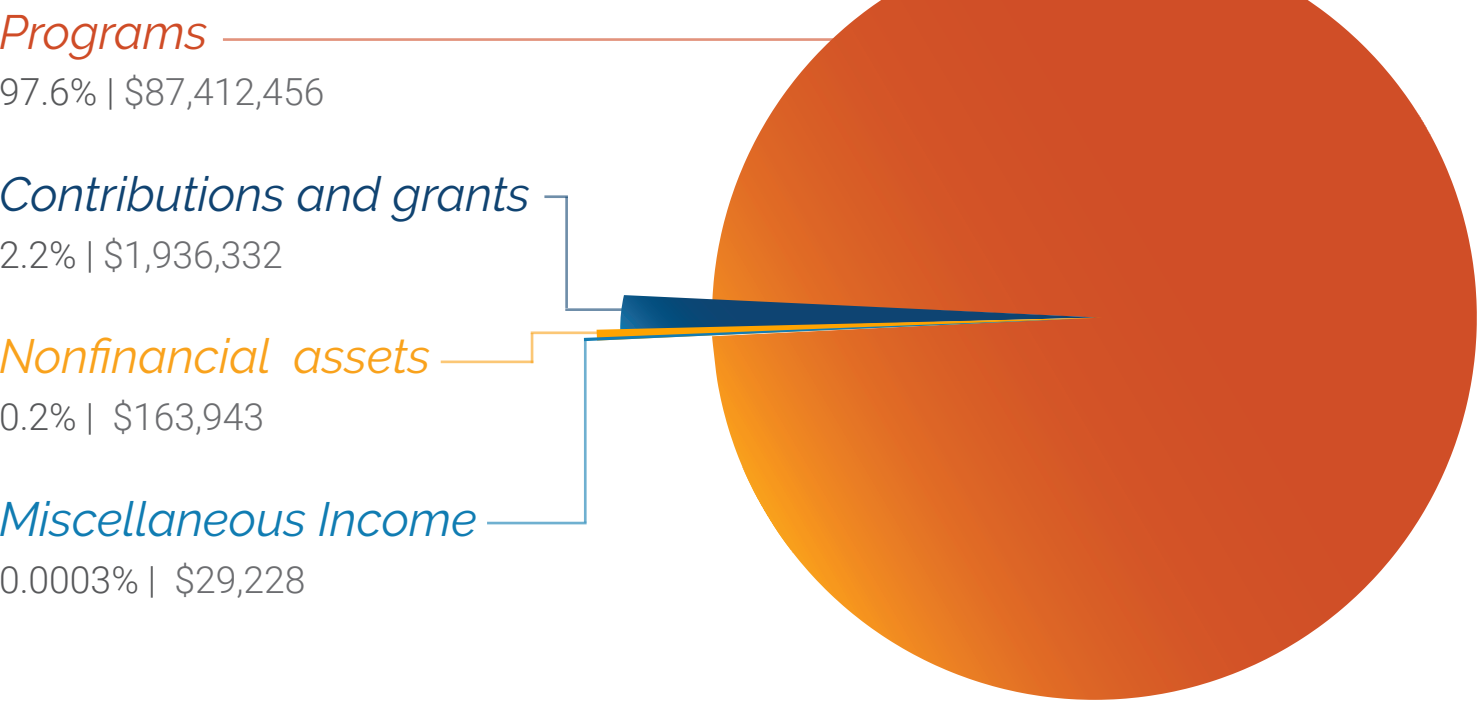 Programs
97.6% | $87,412,456
Contributions and grants
2.2% | $1,936,332
Nonfinancial assets
0.2% | $163,943
Miscellaneous Income
0.0003% | $29,228